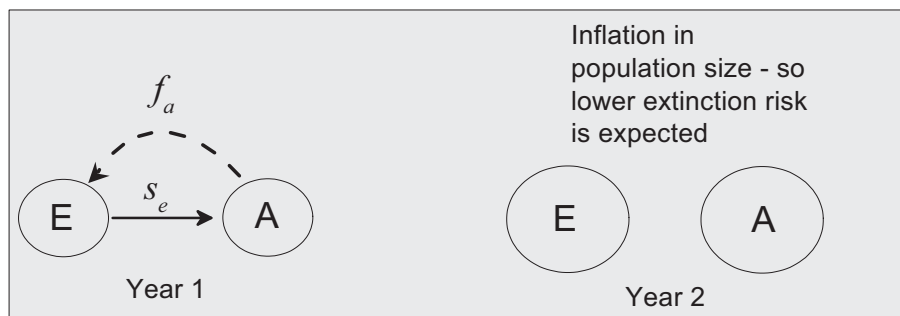 f_a
s_e
E
A
Year 1
Inflation in
population size - so
lower extinction risk
is expected
E
A
Year 2